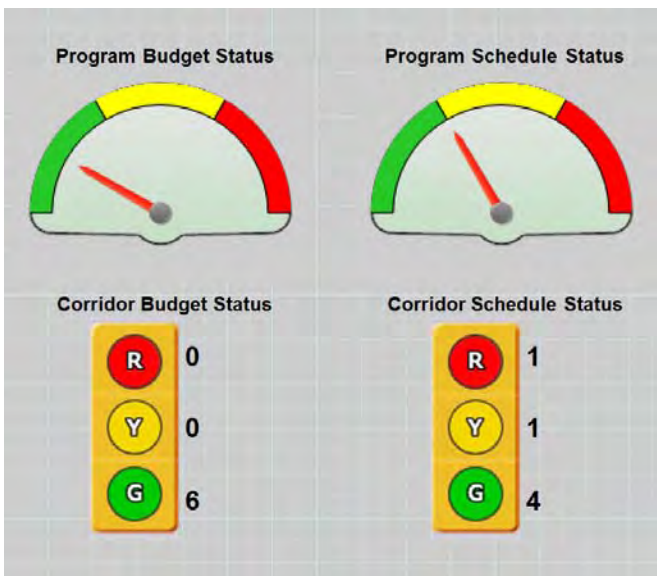 Program Budget Status
Program Schedule Status
Corridor Budget Status
R 0
Y 0
G 6
Corridor Schedule Status
R 1
Y 1
G 4